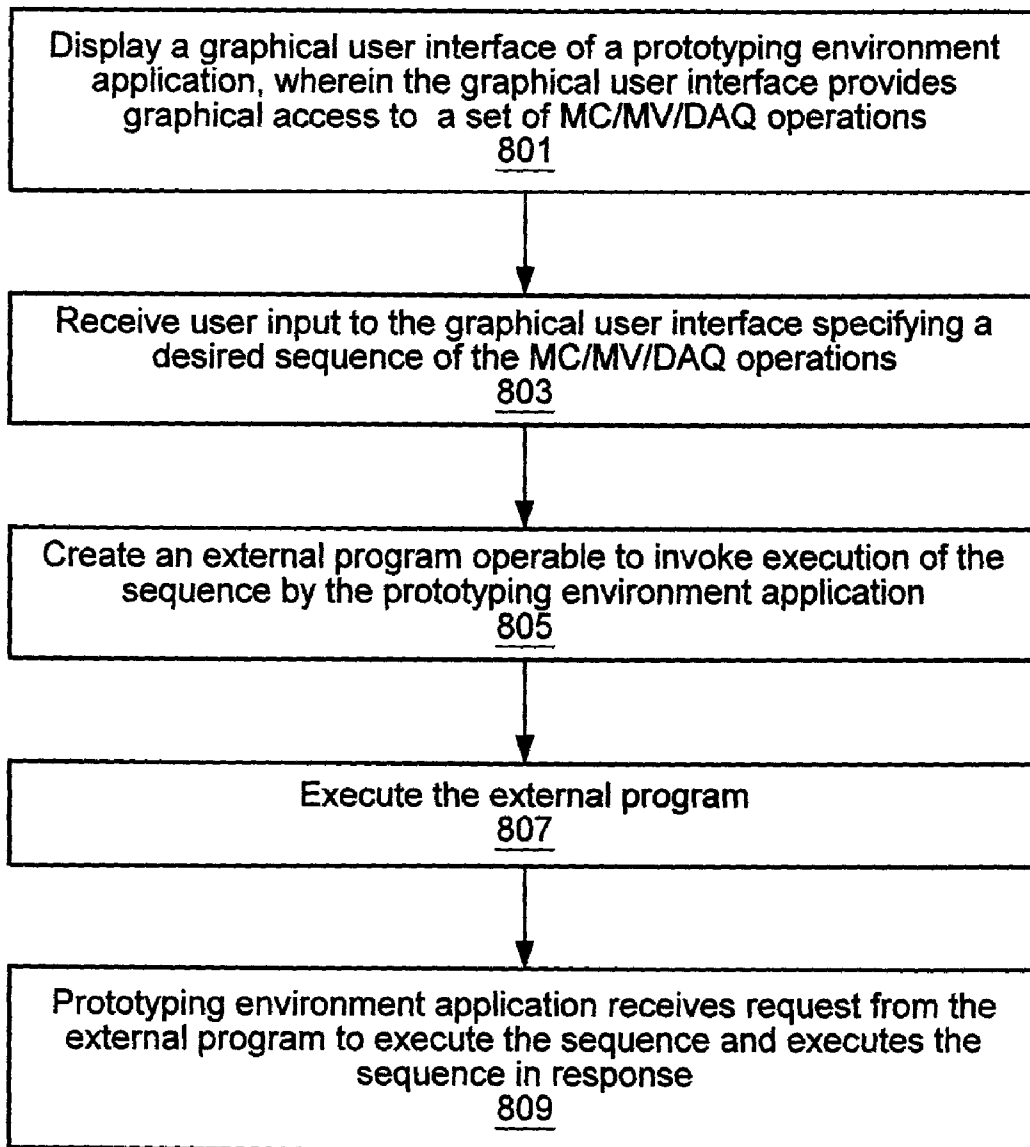 Display a graphical user interface of a prototyping environment
application, wherein the graphical user interface provides
graphical access to a set of MC/MV/DAQ operations
801
Receive user input to the graphical user interface specifying a
desired sequence of the MC/MV/DAQ operations
803
Create an external program operable to invoke execution of the
sequence by the prototyping environment application
805
Execute the external program
807
Prototyping environment application receives request from the
external program to execute the sequence and executes the
sequence in response
809